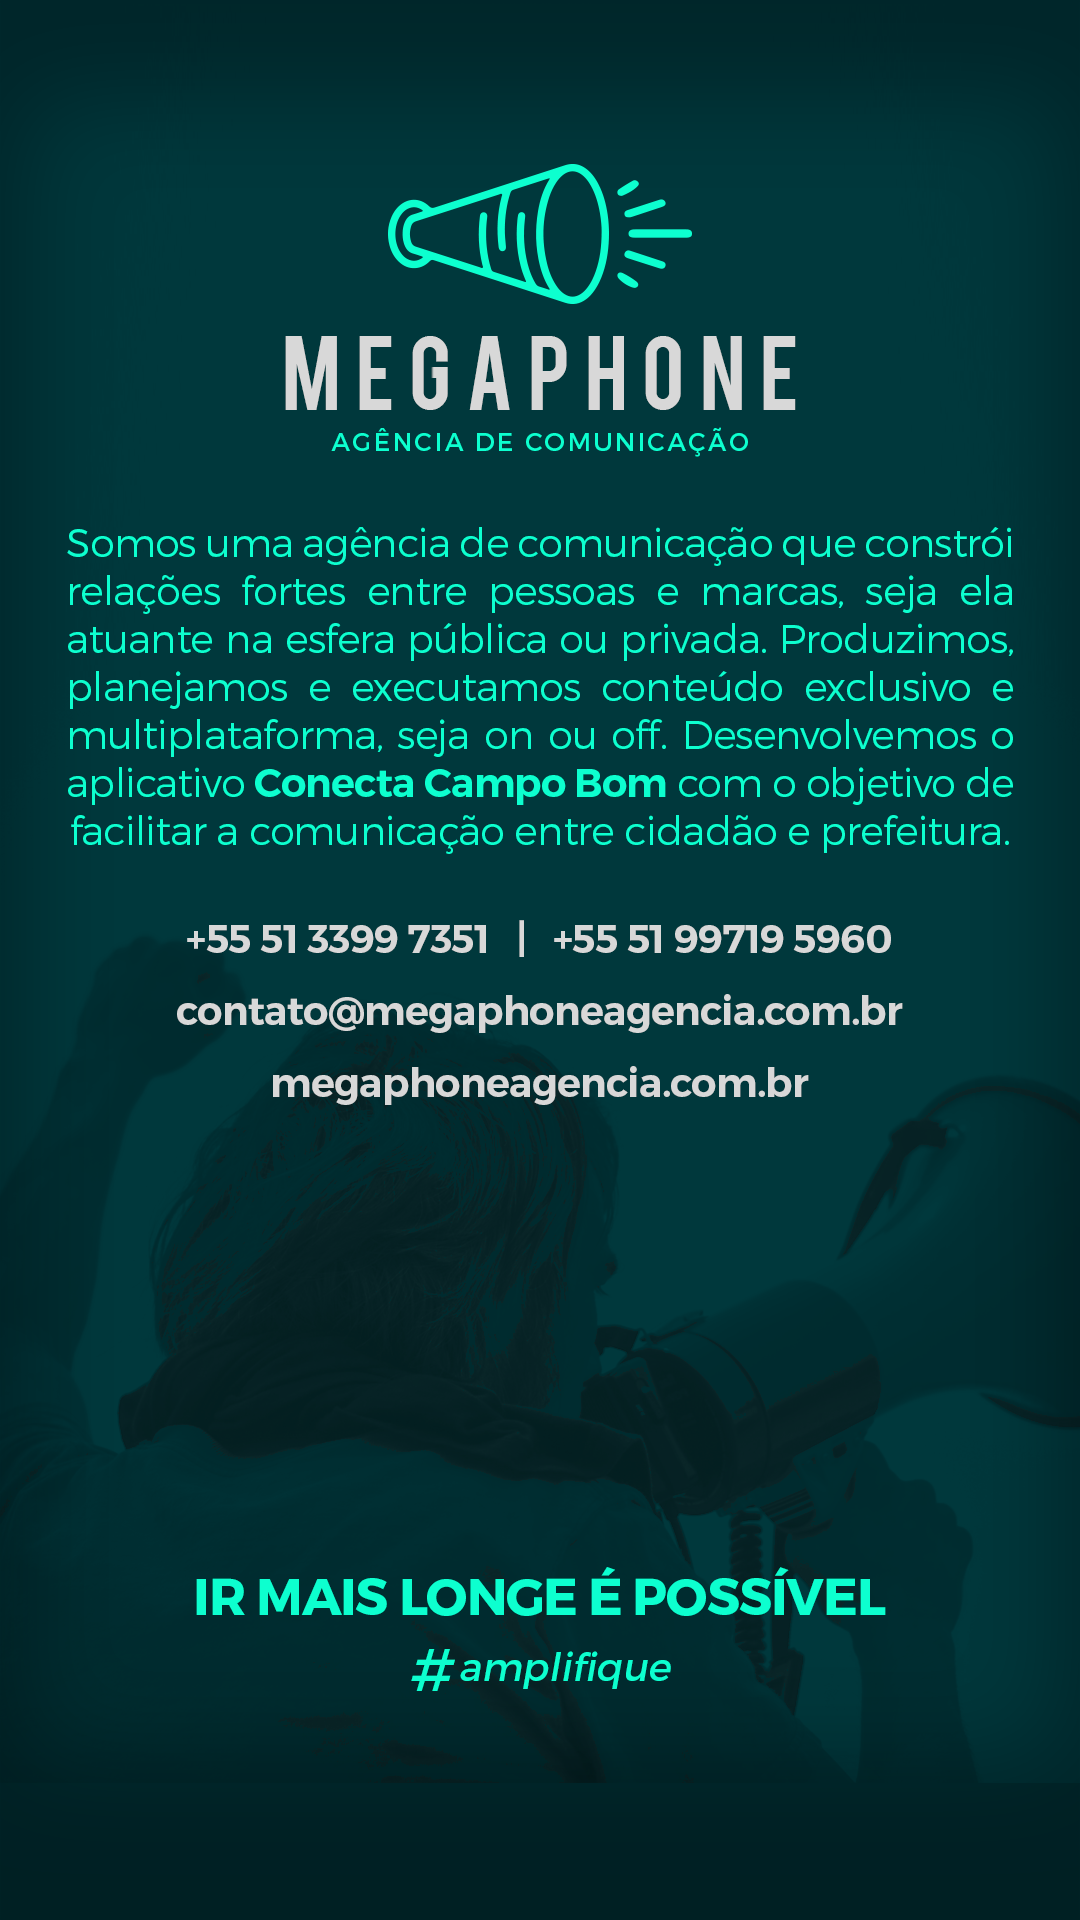 MEGAPHONE
AGÊNCIA DE COMUNICAÇÃO
Somos uma agência de comunicação que constrói
relações fortes entre pessoas e marcas, seja ela
atuante na esfera pública ou privada. Produzimos,
planejamos e executamos conteúdo exclusivo e
multiplataforma, seja on ou off. Desenvolvemos o
aplicativo Conecta Campo Bom com o objetivo de
facilitar a comunicação entre cidadão e prefeitura.
+55 51 3399 7351 | +55 51 99719 5960
contato@megaphoneagencia.com.br
megaphoneagencia.com.br
IR MAIS LONGE É POSSÍVEL
#amplifique